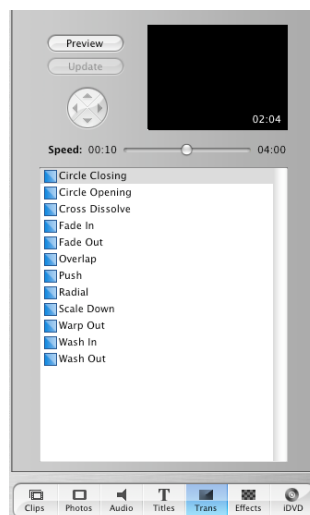 Preview
Update
02:04
Speed: 00:10 04:00
Circle Closing
Circle Opening
Cross Dissolve
Fade In
Fade Out
Overlap
Push
Radial
Scale Down
Warp Out
Wash In
Wash Out
T
Clips Photos Audio Titles Trans Effects iDVD